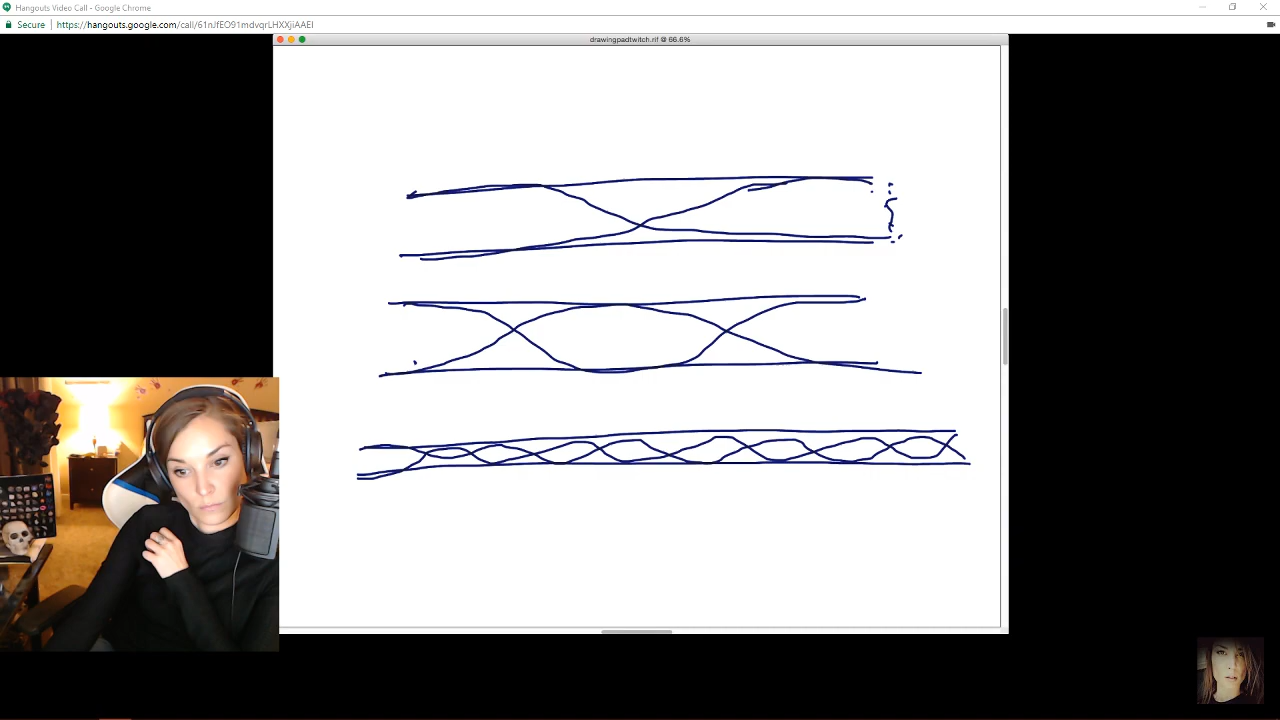 Hangouts Video Call - Google Chrome
Secure https://hangouts.google.com/call/61nJfEO91mdvqrLHXXjiAAEI
drawingpadtwitch.rif @ 66.6%